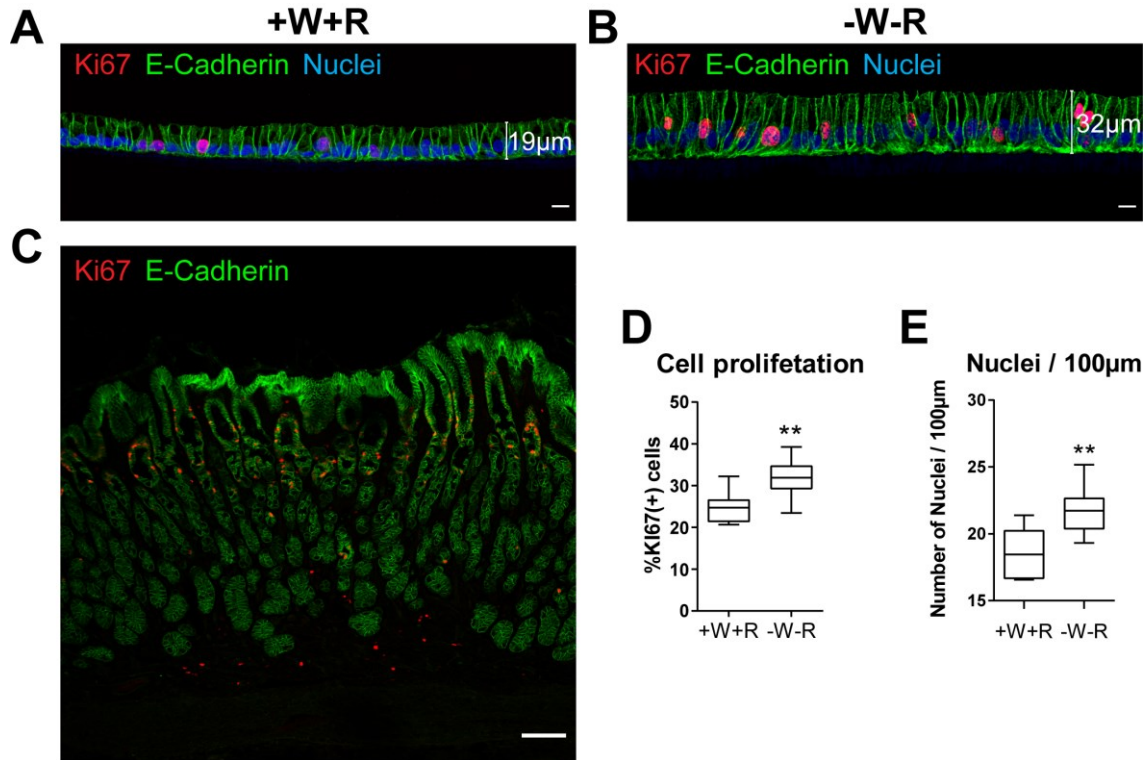 A
+W+R
Ki67 E-Cadherin Nuclei
19µm
B
-W-R
Ki67 E-Cadherin Nuclei
32µm
C
Ki67 E-Cadherin
D
Cell prolifetation
%KI67(+) cells
50
40
30
20
10
0
+W+R -W-R
**
E
Nuclei / 100µm
Number of Nuclei / 100µm
30
25
20
15
+W+R -W-R
**